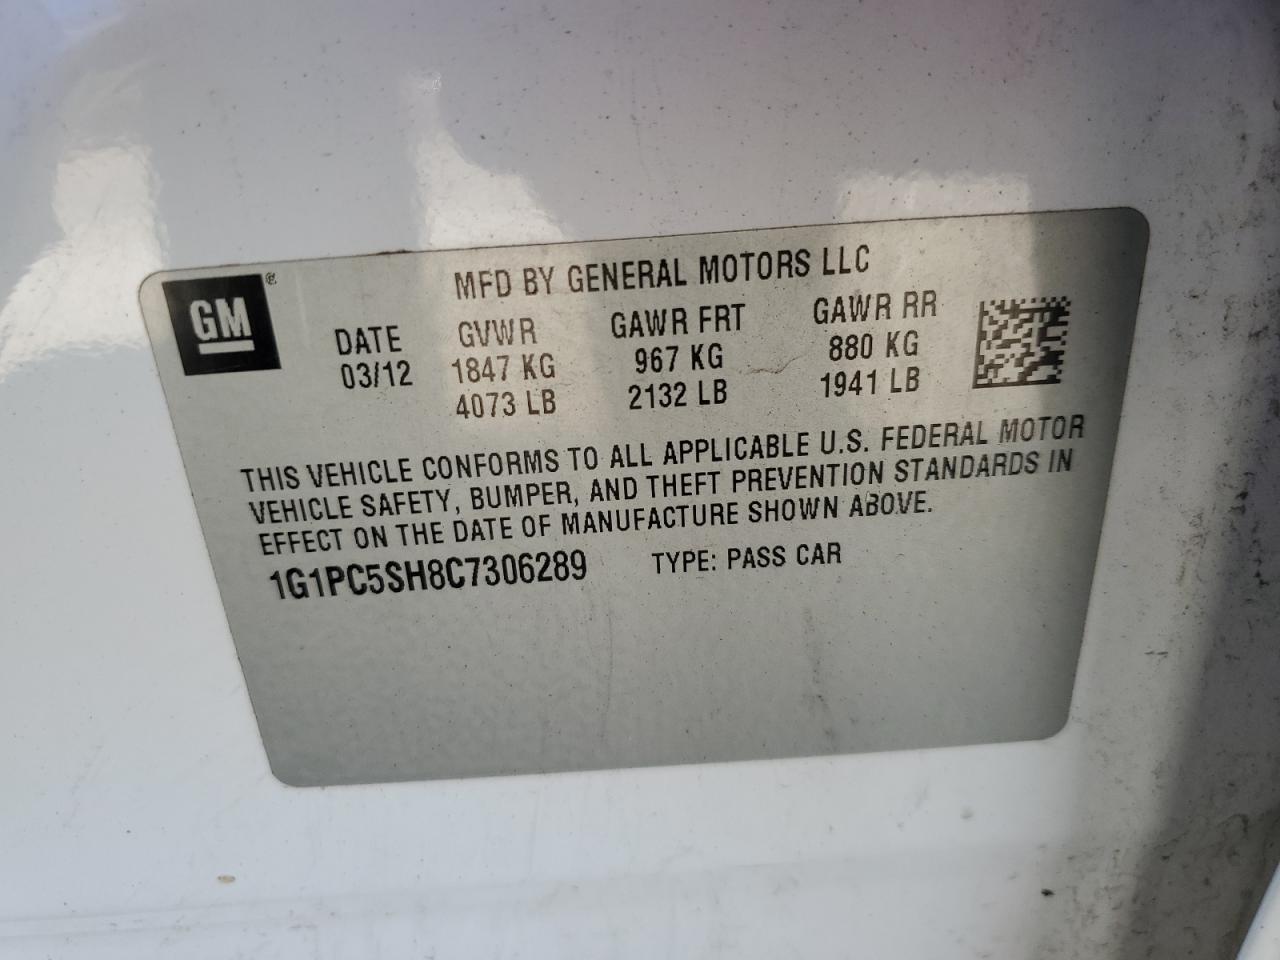 GM ®
MFD BY GENERAL MOTORS LLC
DATE GVWR GAWR FRT GAWR RR
03/12 1847 KG 967 KG 880 KG
4073 LB 2132 LB 1941 LB
THIS VEHICLE CONFORMS TO ALL APPLICABLE U.S. FEDERAL MOTOR
VEHICLE SAFETY, BUMPER, AND THEFT PREVENTION STANDARDS IN
EFFECT ON THE DATE OF MANUFACTURE SHOWN ABOVE.
1G1PC5SH8C7306289 TYPE: PASS CAR